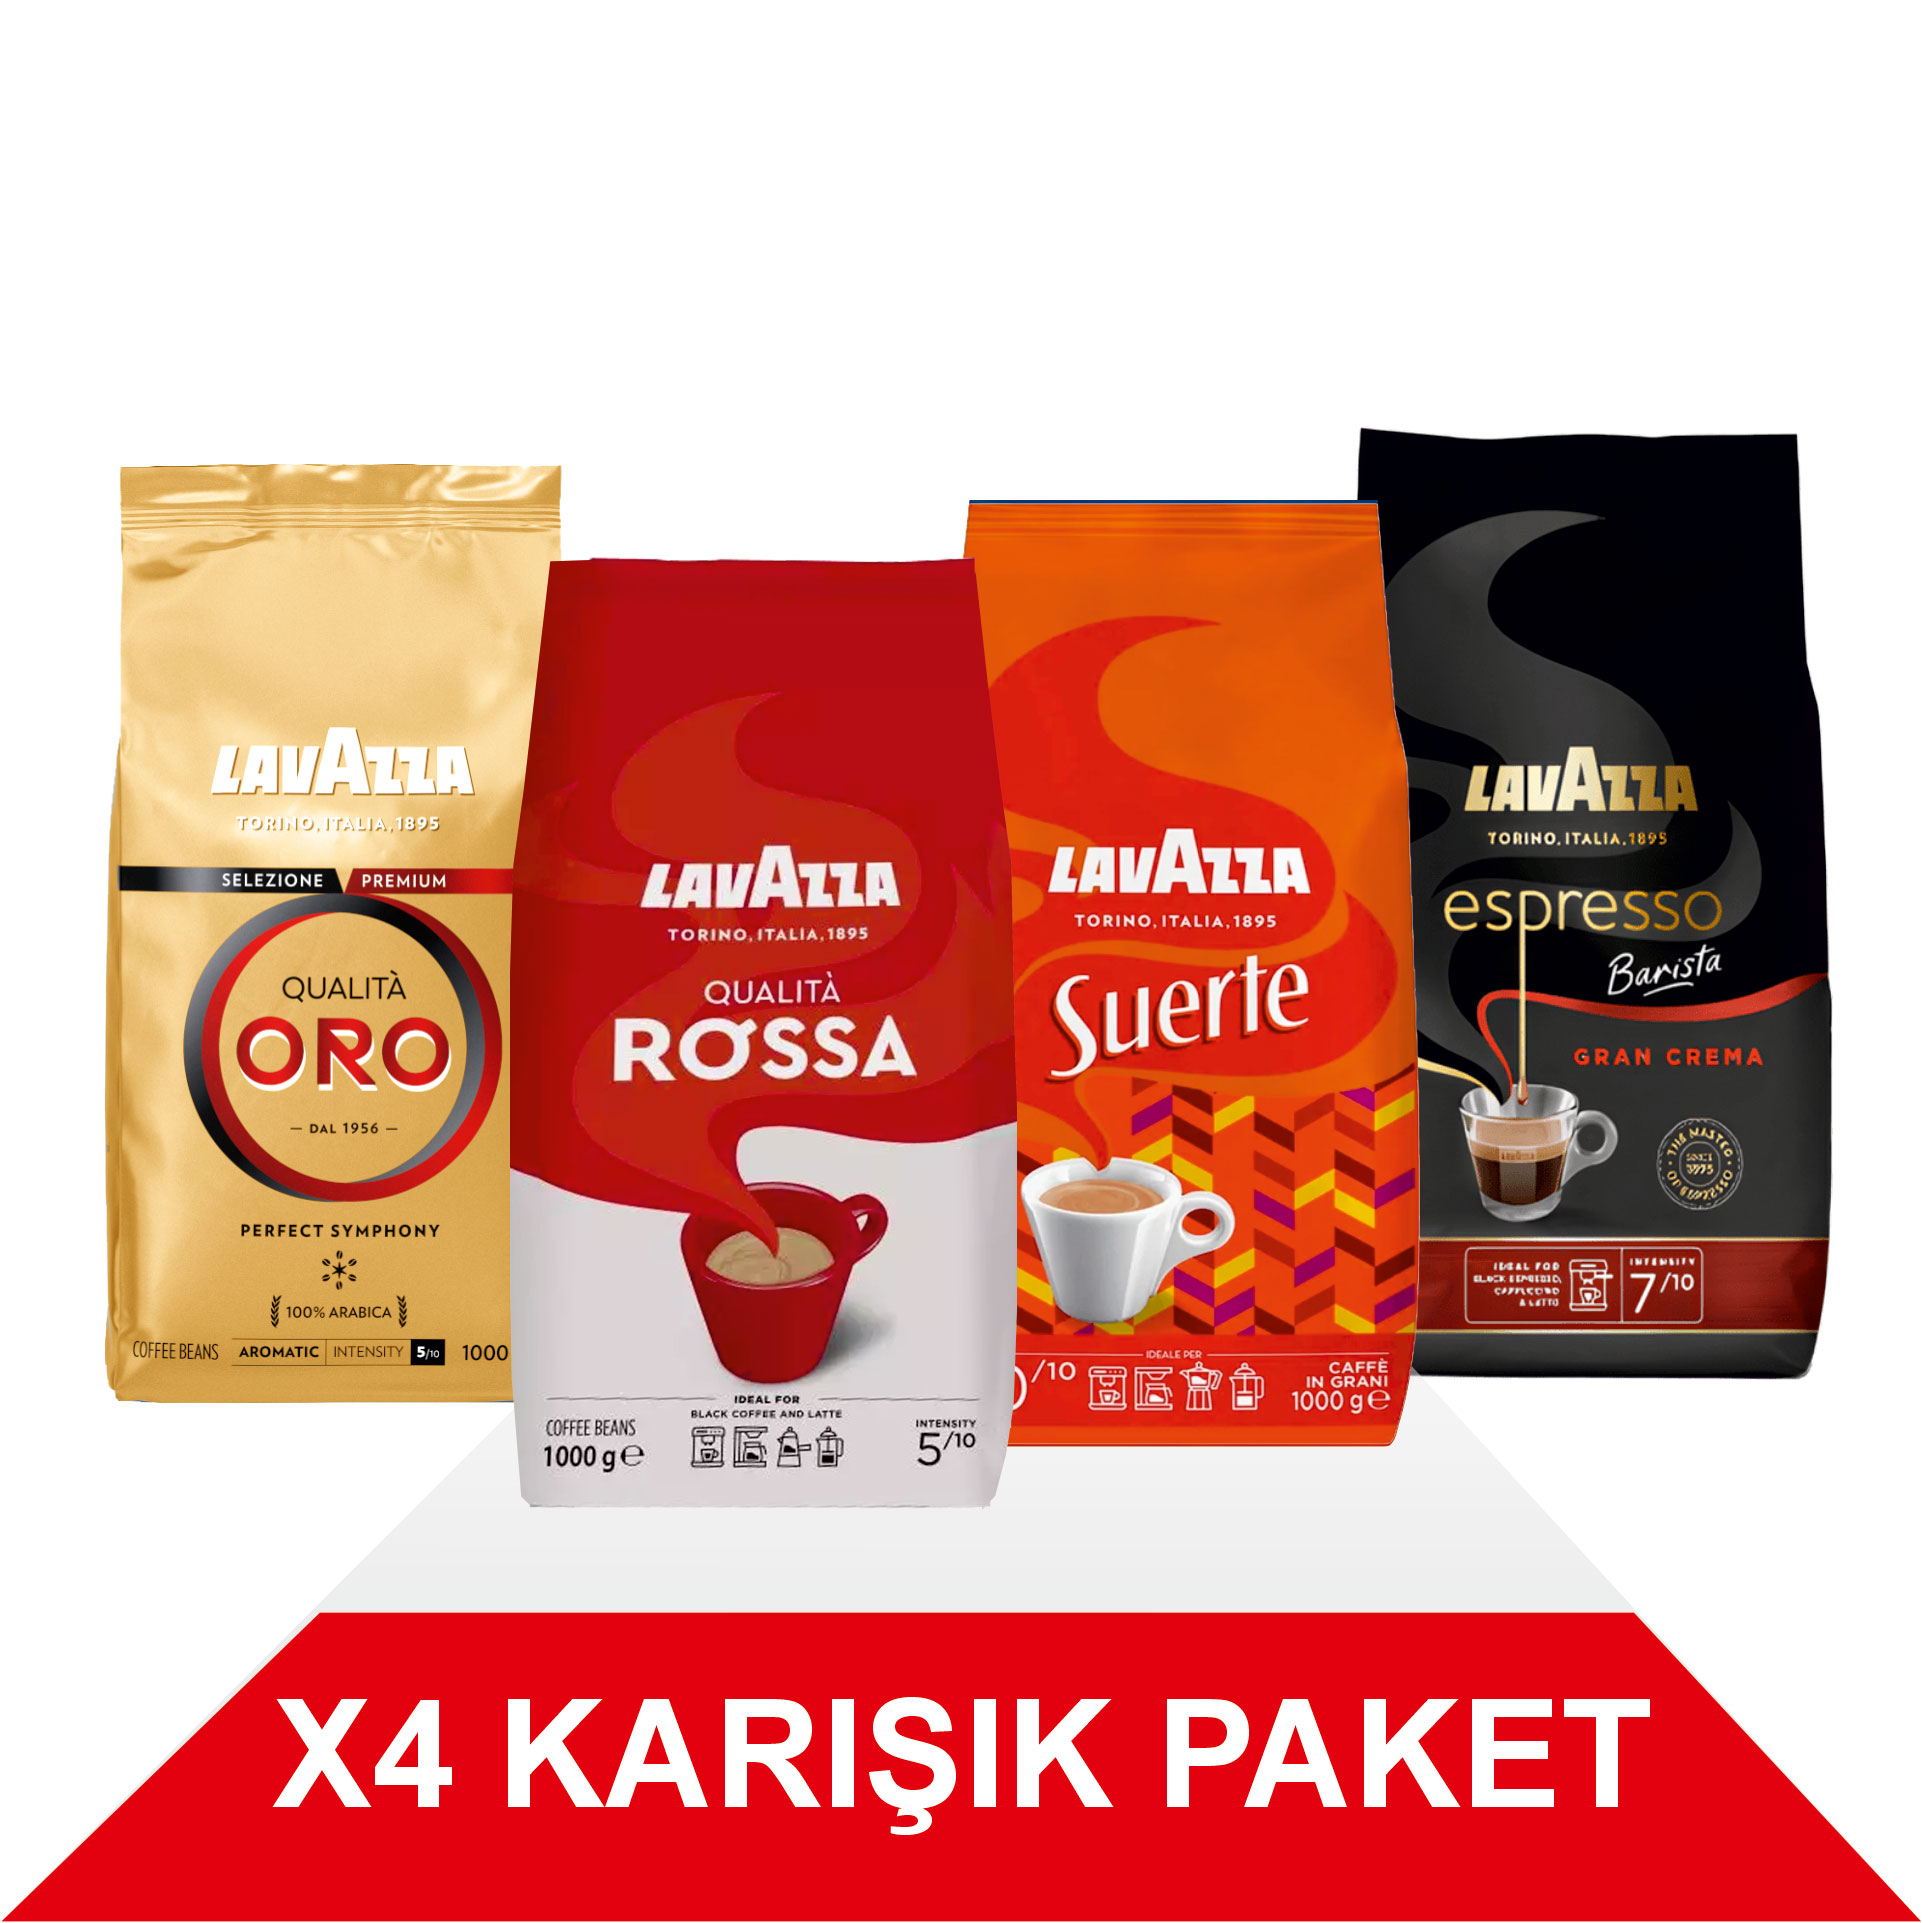 LAVAZZA
TORINO, ITALIA, 1895
SELEZIONE PREMIUM
QUALITÀ
ORO
— DAL 1956 —
PERFECT SYMPHONY
100% ARABICA
COFFEE BEANS AROMATIC INTENSITY 5/10 1000
LAVAZZA
TORINO, ITALIA, 1895
QUALITÀ
ROSSA
IDEAL FOR
BLACK COFFEE AND LATTE
COFFEE BEANS
1000 g ℮
INTENSITY
5/10
LAVAZZA
TORINO, ITALIA, 1895
Suerte
IDEALE PER
/10
CAFFÈ
IN GRANI
1000 g ℮
LAVAZZA
TORINO, ITALIA, 1895
espresso
Barista
GRAN CREMA
INTENSITY
7/10
X4 KARIŞIK PAKET